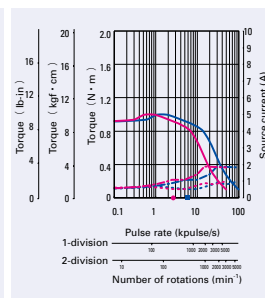 20 2.0 10
9
16 16 1.6 8
7
12 12 1.2 6
5
8 8 0.8 4
3
4 4 0.4 2
1
0 0 0 0
Torque ( lb-in )
Torque ( kgf・cm )
Torque ( N・m )
Source current (A)
0.1 1 10 100
Pulse rate (kpulse/s)
1-division
100 1000 2000 3000 5000
2-division
10 100 1000 2000 3000 5000
Number of rotations (min⁻¹)